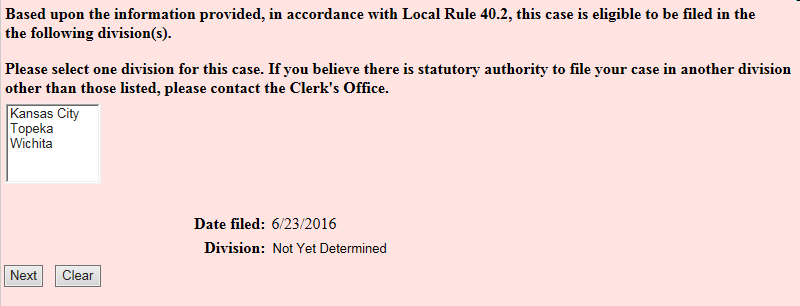 Based upon the information provided, in accordance with Local Rule 40.2, this case is eligible to be filed in the
the following division(s).
Please select one division for this case. If you believe there is statutory authority to file your case in another division
other than those listed, please contact the Clerk's Office.
Kansas City
Topeka
Wichita
Date filed: 6/23/2016
Division: Not Yet Determined
Next Clear